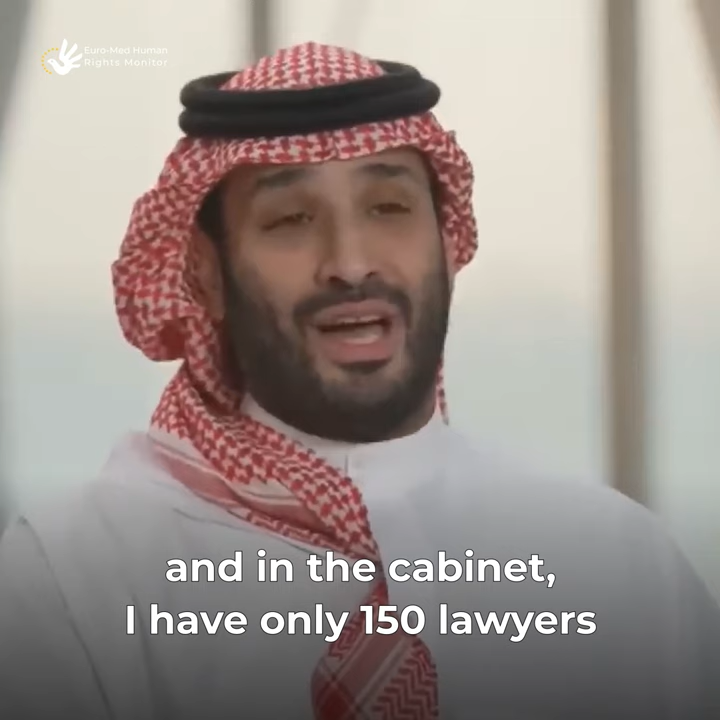 Euro-Med Human
Rights Monitor
and in the cabinet,
I have only 150 lawyers